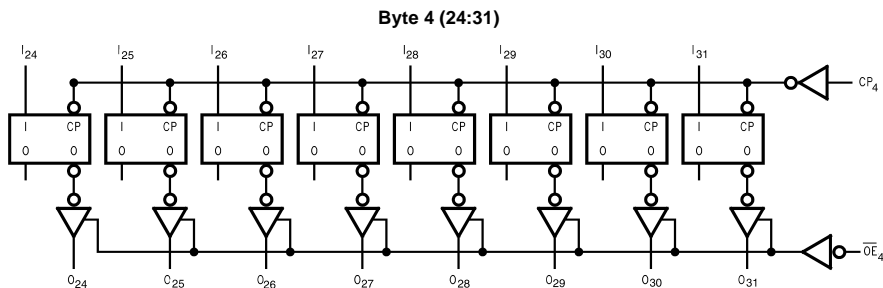 Byte 4 (24:31)
I24 I25 I26 I27 I28 I29 I30 I31
CP4
I CP I CP I CP I CP I CP I CP I CP I CP
O O O O O O O O O O O O O O O O
OE4
O24 O25 O26 O27 O28 O29 O30 O31